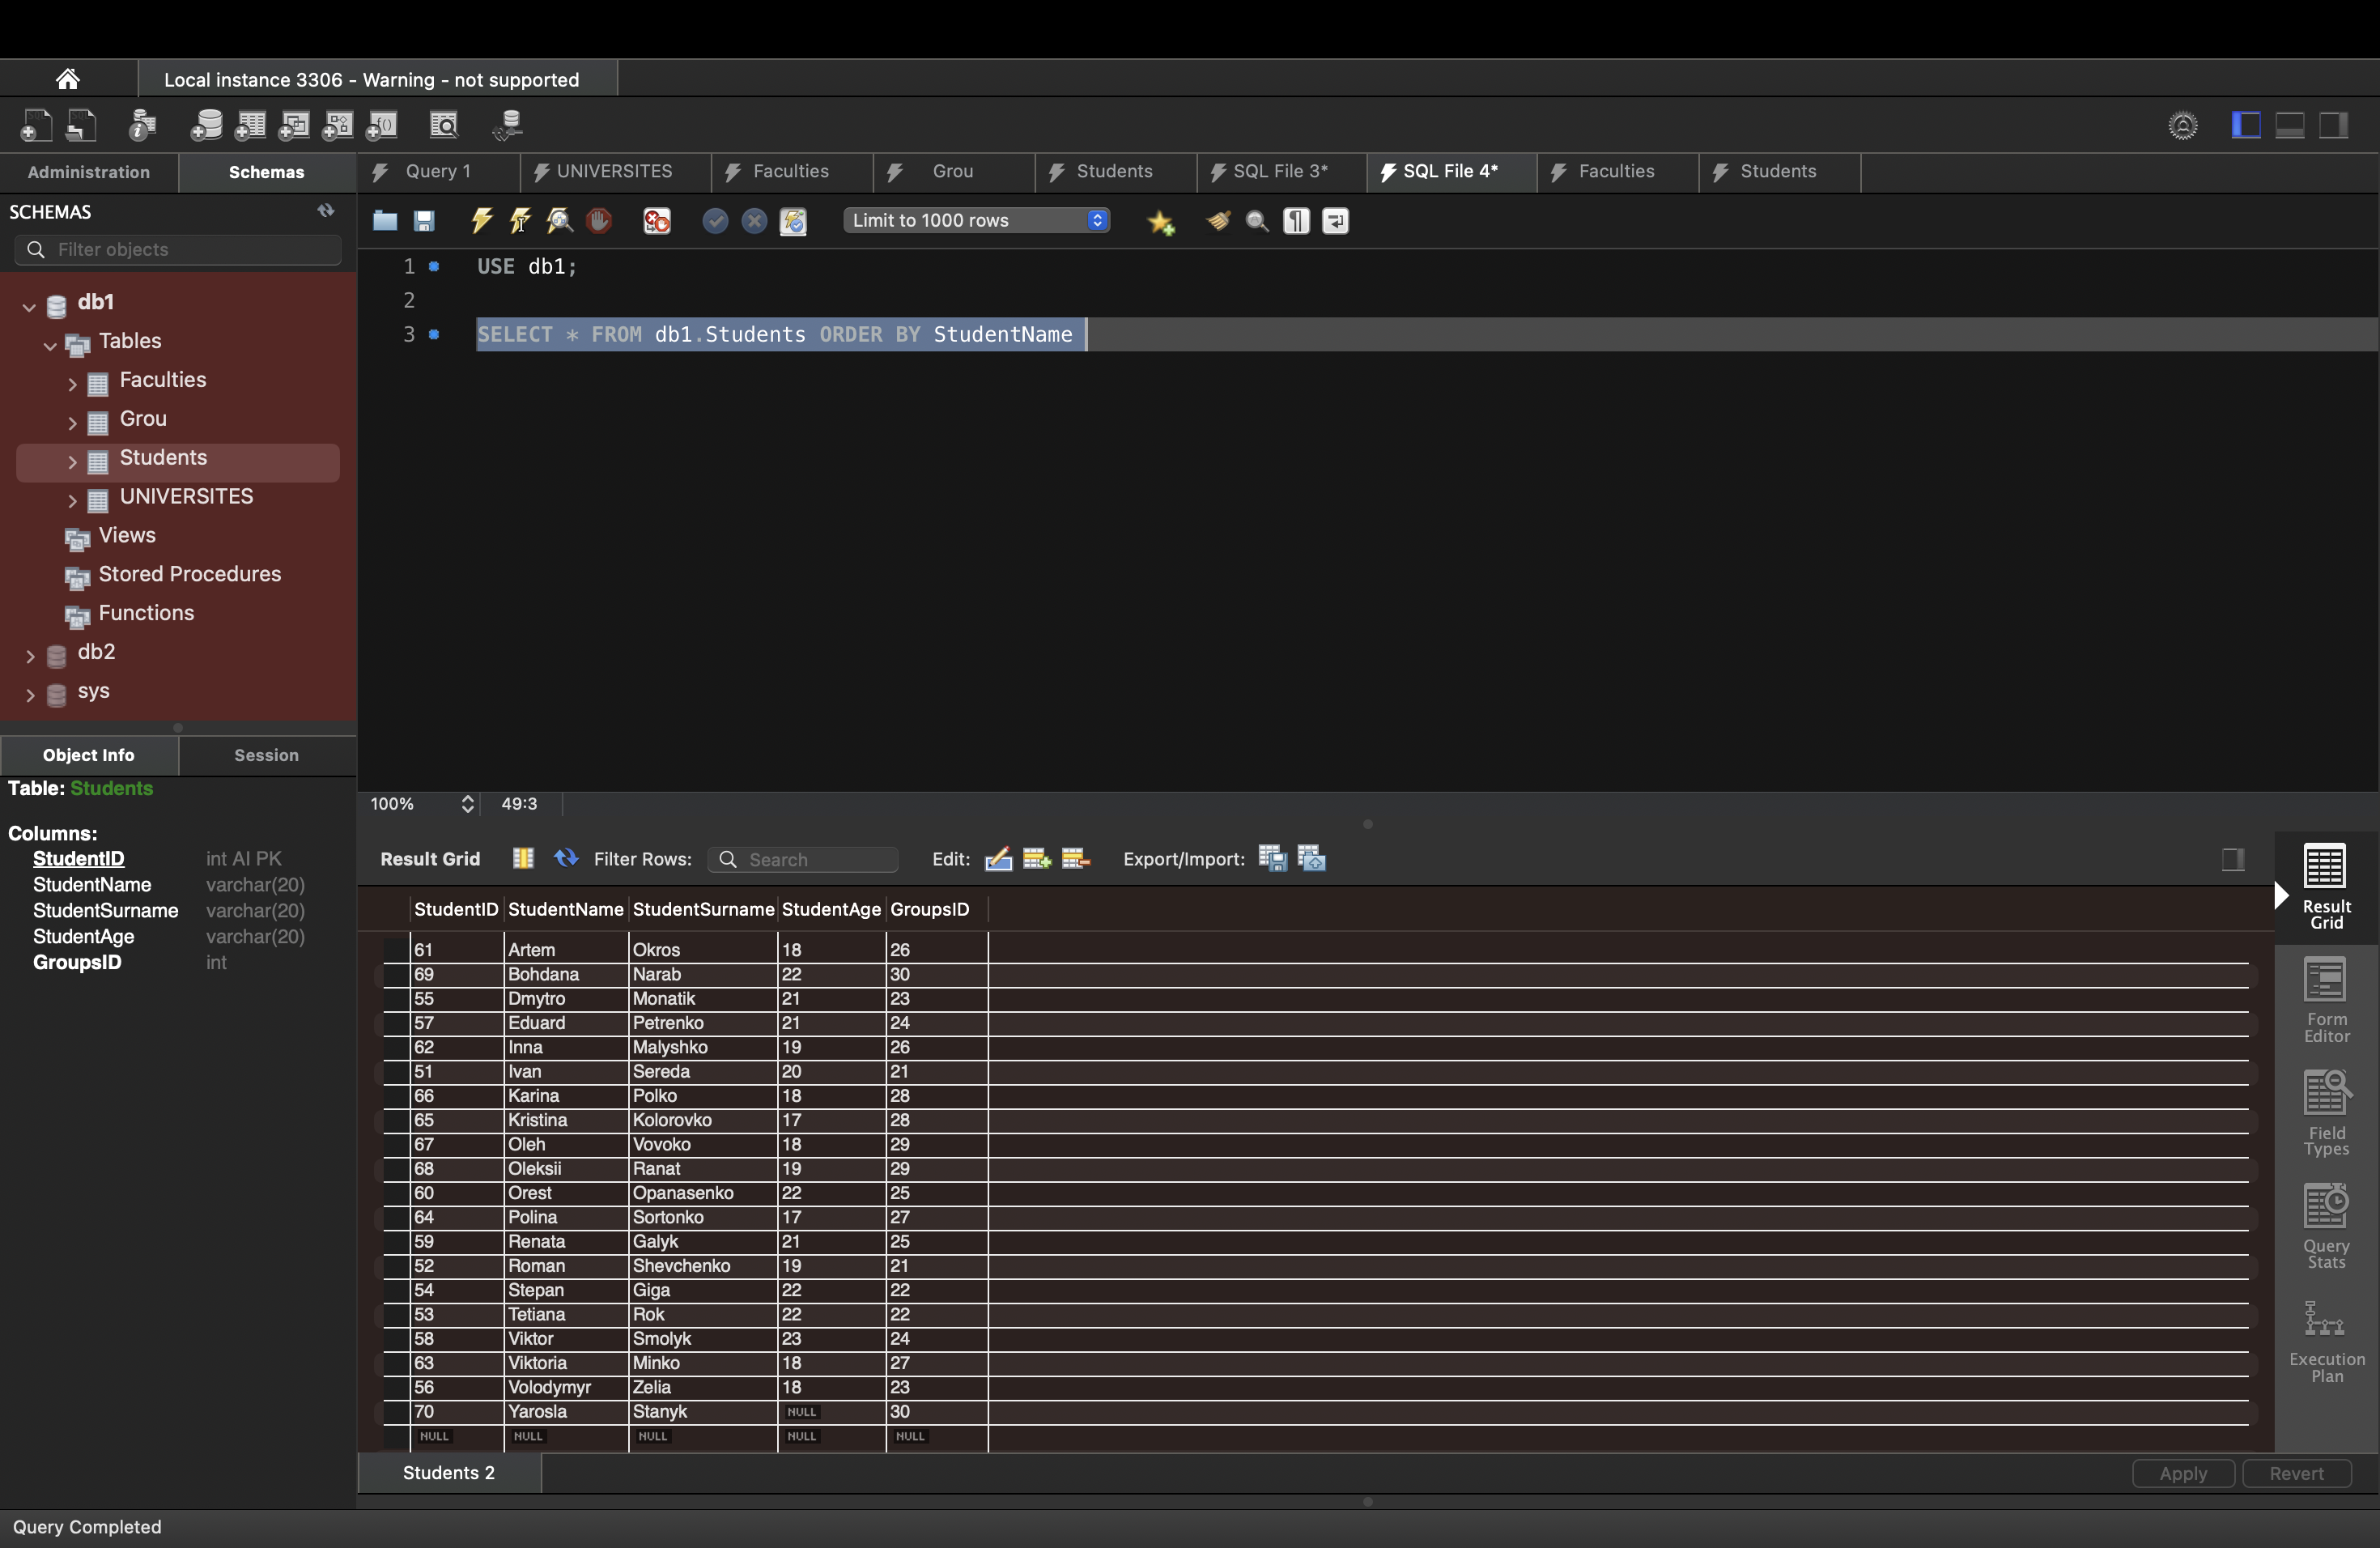 Local instance 3306 - Warning - not supported
Administration Schemas Query 1 UNIVERSITES Faculties Grou Students SQL File 3* SQL File 4* Faculties Students
SCHEMAS
Limit to 1000 rows
Filter objects
db1
Tables
Faculties
Grou
Students
UNIVERSITES
Views
Stored Procedures
Functions
db2
sys
1 USE db1;
2
3 SELECT * FROM db1.Students ORDER BY StudentName
Object Info Session
Table: Students
Columns:
StudentID int AI PK
StudentName varchar(20)
StudentSurname varchar(20)
StudentAge varchar(20)
GroupsID int
100% 49:3
Result Grid Filter Rows: Search Edit: Export/Import:
StudentID StudentName StudentSurname StudentAge GroupsID
61 Artem Okros 18 26
69 Bohdana Narab 22 30
55 Dmytro Monatik 21 23
57 Eduard Petrenko 21 24
62 Inna Malyshko 19 26
51 Ivan Sereda 20 21
66 Karina Polko 18 28
65 Kristina Kolorovko 17 28
67 Oleh Vovoko 18 29
68 Oleksii Ranat 19 29
60 Orest Opanasenko 22 25
64 Polina Sortonko 17 27
59 Renata Galyk 21 25
52 Roman Shevchenko 19 21
54 Stepan Giga 22 22
53 Tetiana Rok 22 22
58 Viktor Smolyk 23 24
63 Viktoria Minko 18 27
56 Volodymyr Zelia 18 23
70 Yarosla Stanyk NULL 30
NULL NULL NULL NULL NULL
Result
Grid
Form
Editor
Field
Types
Query
Stats
Execution
Plan
Students 2 Apply Revert
Query Completed